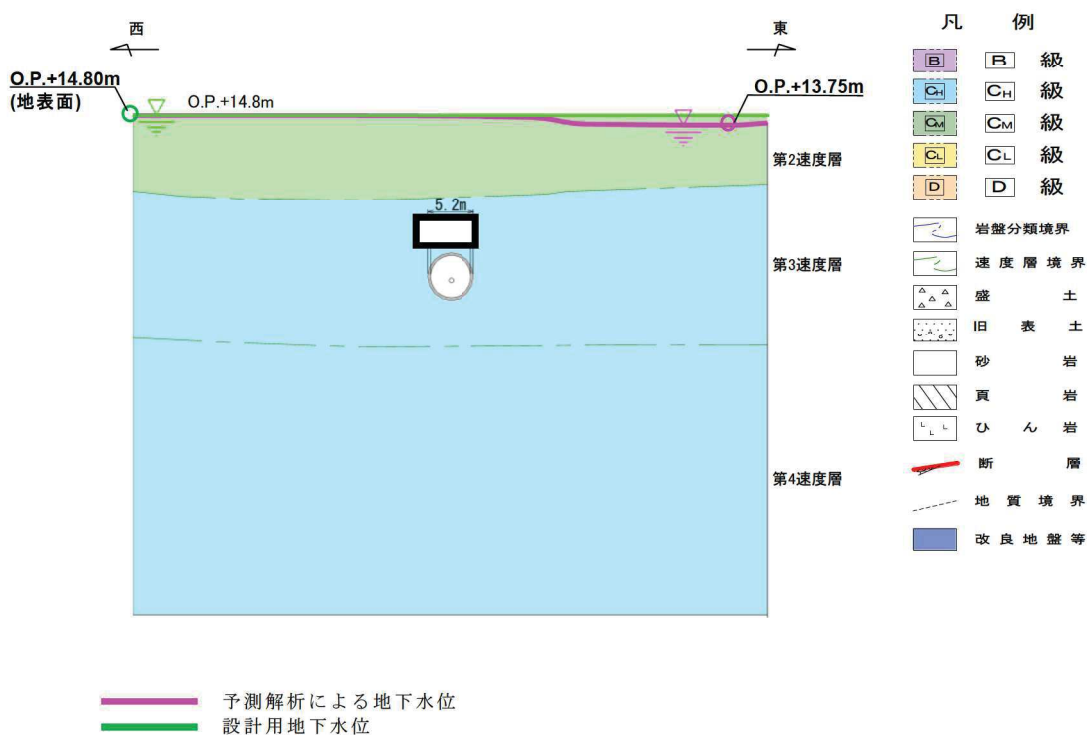 西
東
O.P.+14.80m
(地表面)
O.P.+14.8m
O.P.+13.75m
第2速度層
5.2m
第3速度層
第4速度層
凡 例
B B 級
CH CH 級
CM CM 級
CL CL 級
D D 級
岩盤分類境界
速度層境界
盛土
旧表土
砂岩
頁岩
ひん岩
断層
地質境界
改良地盤等
予測解析による地下水位
設計用地下水位